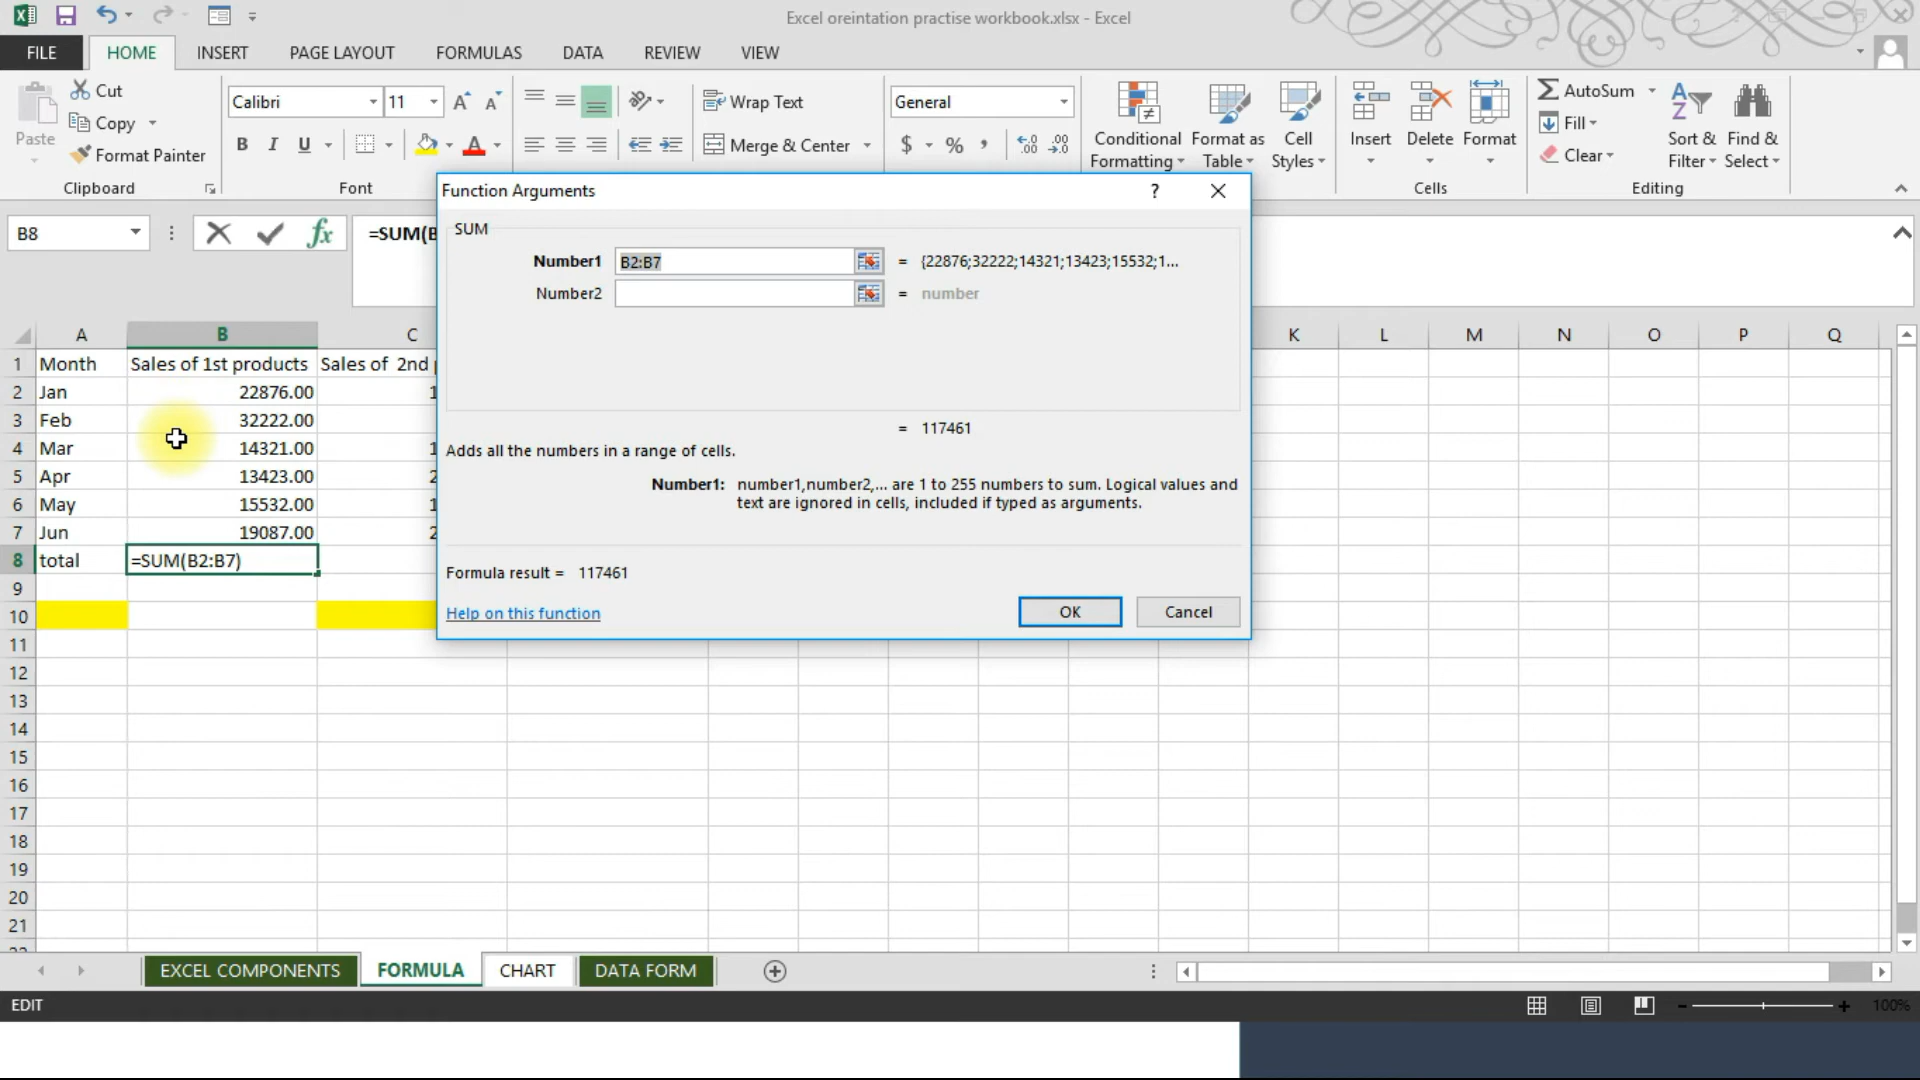 Excel oreintation practise workbook.xlsx - Excel
FILE HOME INSERT PAGE LAYOUT FORMULAS DATA REVIEW VIEW
Cut
Copy
Format Painter
Paste
Clipboard
Calibri 11
B I U
Font
Wrap Text
Merge & Center
General
$ % ,
Conditional Formatting
Format as Table
Cell Styles
Insert Delete Format
Cells
AutoSum
Fill
Clear
Sort & Filter
Find & Select
Editing
B8
fx
=SUM(B
Function Arguments ?
SUM
Number1 B2:B7 = {22876;32222;14321;13423;15532;1...
Number2 = number
= 117461
Adds all the numbers in a range of cells.
Number1: number1,number2,... are 1 to 255 numbers to sum. Logical values and
text are ignored in cells, included if typed as arguments.
Formula result = 117461
Help on this function
OK Cancel
A B C K L M N O P Q
1 Month Sales of 1st products Sales of 2nd
2 Jan 22876.00 1
3 Feb 32222.00
4 Mar 14321.00 1
5 Apr 13423.00 2
6 May 15532.00 1
7 Jun 19087.00 2
8 total =SUM(B2:B7)
9
10
11
12
13
14
15
16
17
18
19
20
21
EXCEL COMPONENTS FORMULA CHART DATA FORM
EDIT
100%